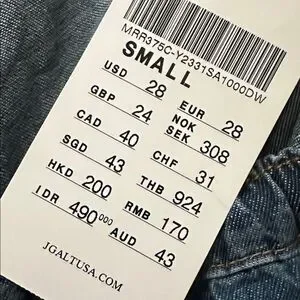 MRR375C-Y2331SA1000DW
SMALL
USD 28 EUR 28
GBP 24 NOK SEK 308
CAD 40 CHF 31
SGD 43 THB 924
HKD 200 RMB 170
IDR 490000 AUD 43
JGALTUSA.COM